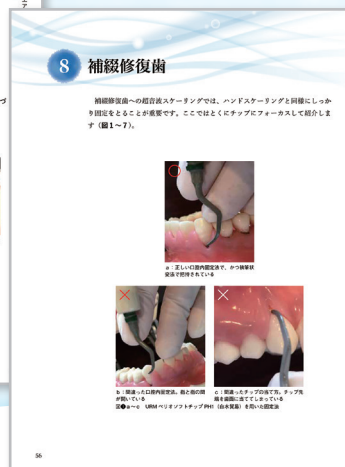 8 補綴修復歯
補綴修復歯への超音波スケーリングでは、ハンドスケーリングと同様にしっか
り固定をとることが重要です。ここではとくにチップにフォーカスして紹介しま
す（図1～7）。
a：正しい口腔内固定法で、かつ執筆状
変法で把持されている
b：間違った口腔内固定法。指と指の間
が開いている
c：間違ったチップの当て方。チップ先
端を歯面に当ててしまっている
図❶a～c URM ペリオソフトチップ PH1（白水貿易）を用いた固定法
56